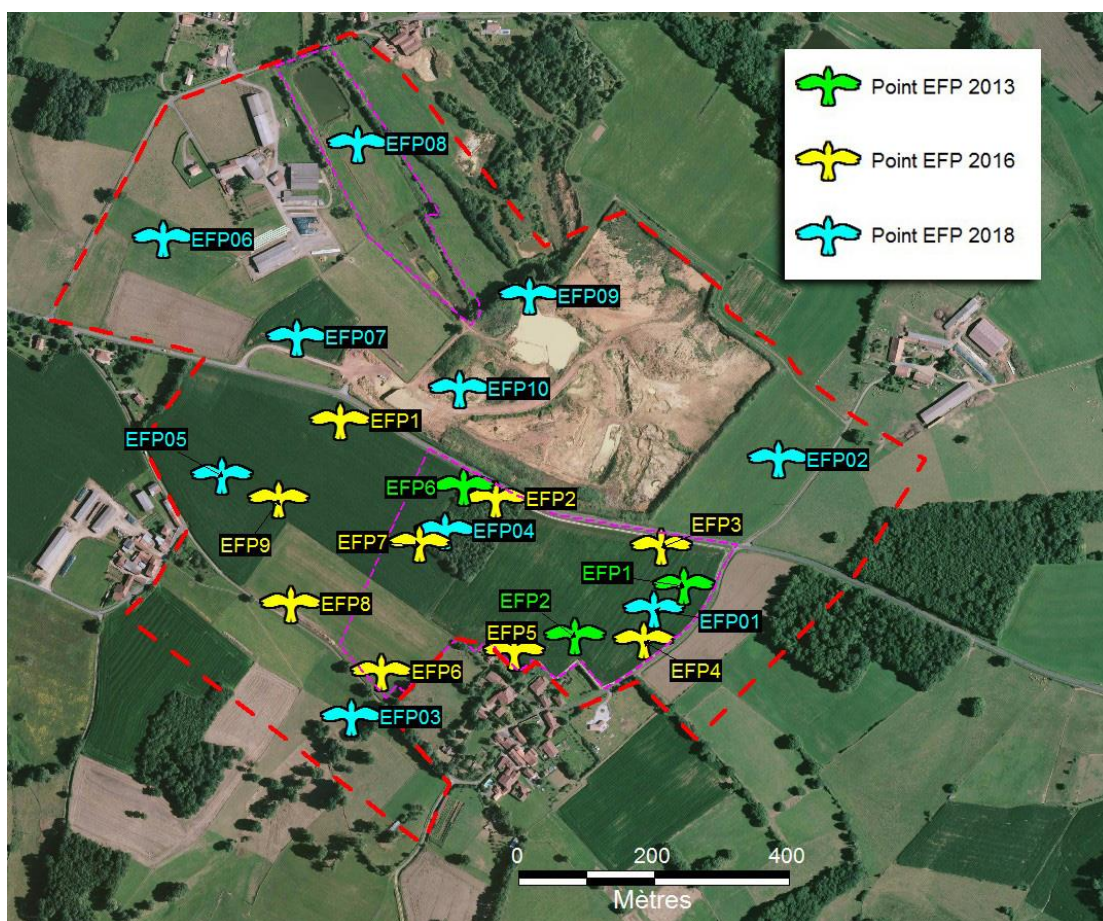 Point EFP 2013
Point EFP 2016
Point EFP 2018
EFP08
EFP06
EFP09
EFP07
EFP10
EFP1
EFP05
EFP02
EFP6
EFP2
EFP9
EFP04
EFP7
EFP3
EFP1
EFP8
EFP2
EFP01
EFP5
EFP4
EFP6
EFP03
0 200 400
Mètres